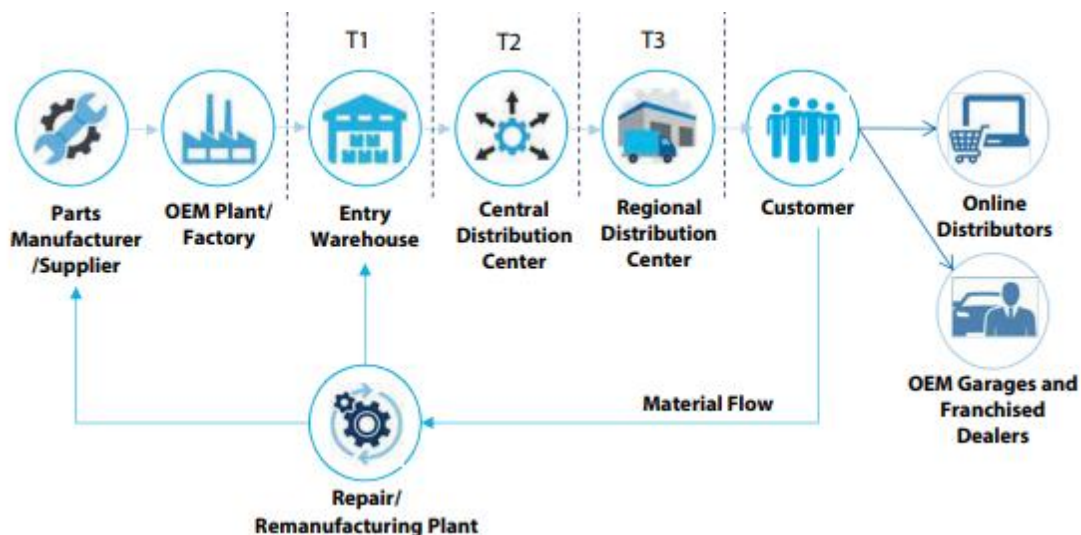 T1
T2
T3
Parts
Manufacturer
/Supplier
OEM Plant/
Factory
Entry
Warehouse
Central
Distribution
Center
Regional
Distribution
Center
Customer
Online
Distributors
OEM Garages and
Franchised
Dealers
Material Flow
Repair/
Remanufacturing Plant